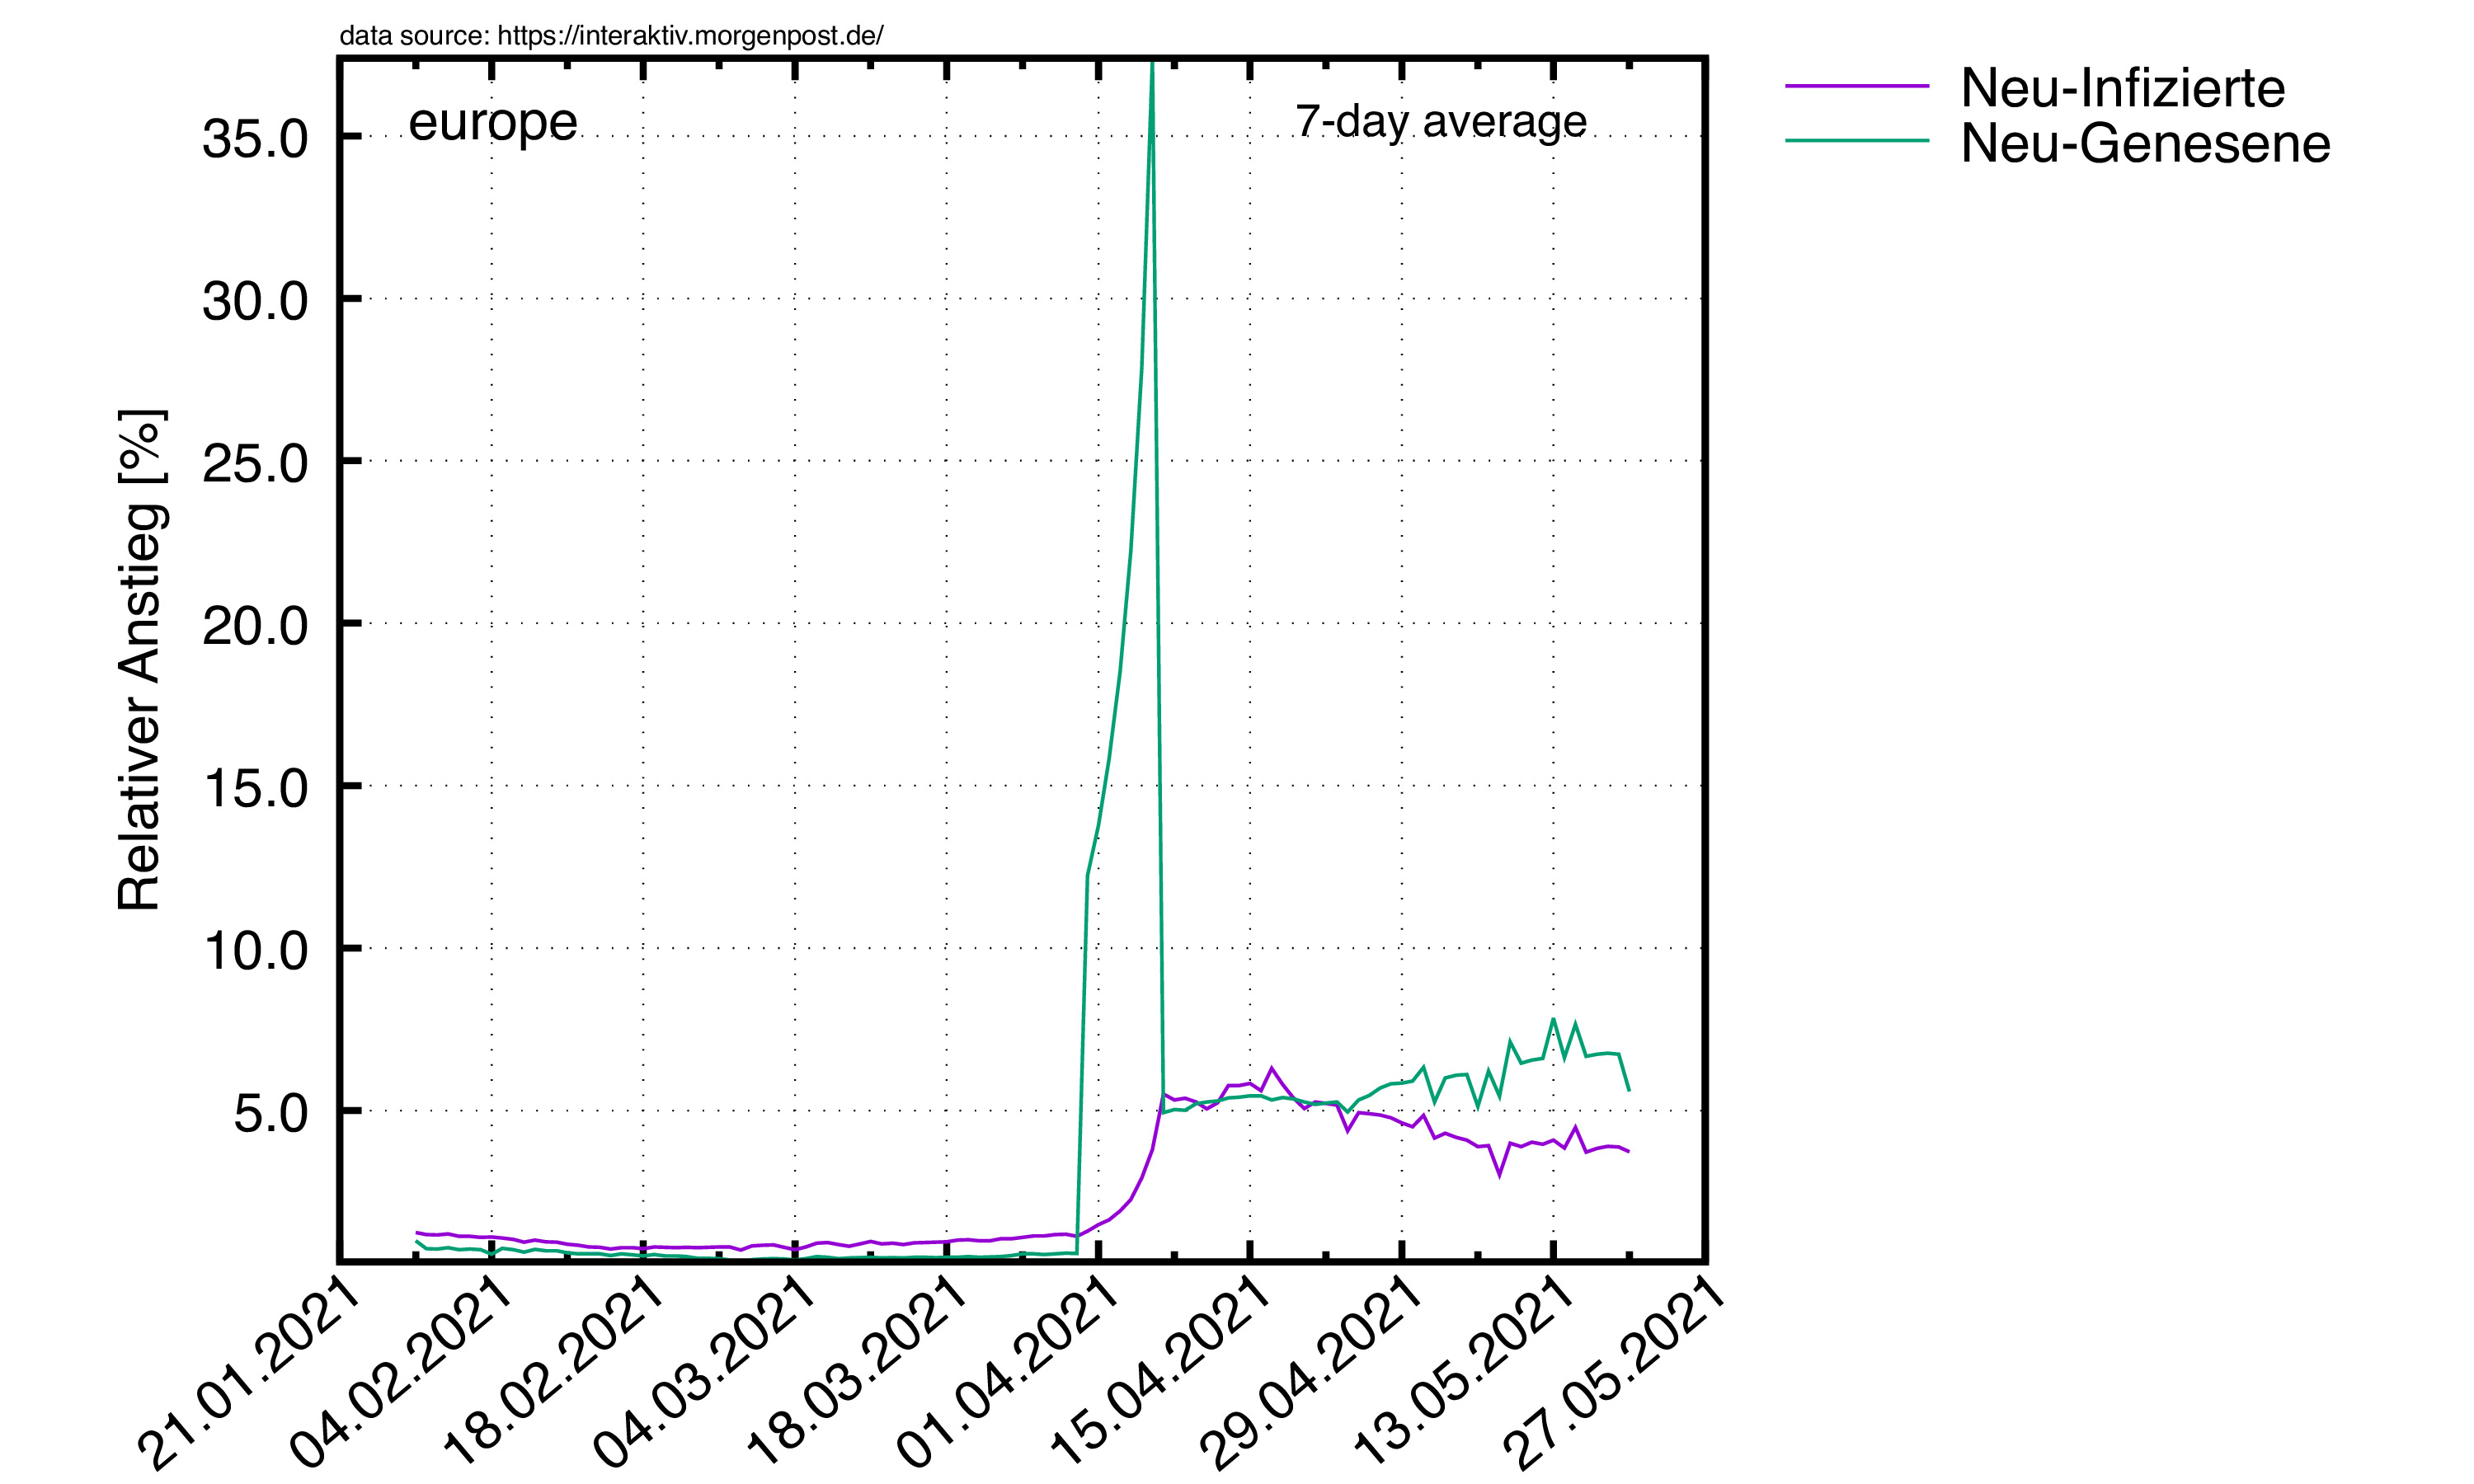 data source: https://interaktiv.morgenpost.de/
europe
7-day average
Neu-Infizierte
Neu-Genesene
Relativer Anstieg [%]
35.0
30.0
25.0
20.0
15.0
10.0
5.0
21.01.2021
04.02.2021
18.02.2021
04.03.2021
18.03.2021
01.04.2021
15.04.2021
29.04.2021
13.05.2021
27.05.2021